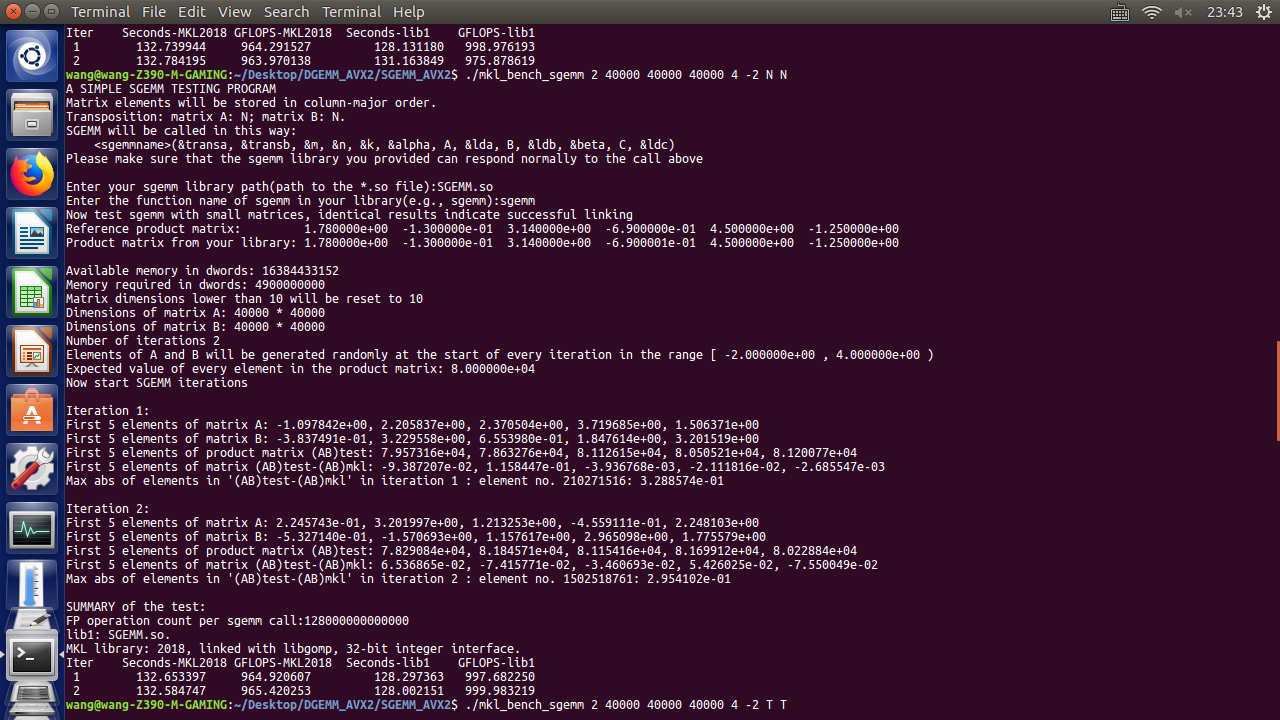 Terminal File Edit View Search Terminal Help 23:43
Iter    Seconds-MKL2018 GFLOPS-MKL2018  Seconds-lib1    GFLOPS-lib1
 1        132.739944     964.291527         128.131180   998.976193
 2        132.784195     963.970138         131.163849   975.878619
wang@wang-Z390-M-GAMING:~/Desktop/DGEMM_AVX2/SGEMM_AVX2$ ./mkl_bench_sgemm 2 40000 40000 40000 4 -2 N N
A SIMPLE SGEMM TESTING PROGRAM
Matrix elements will be stored in column-major order.
Transposition: matrix A: N; matrix B: N.
SGEMM will be called in this way:
    <sgemmname>(&transa, &transb, &m, &n, &k, &alpha, A, &lda, B, &ldb, &beta, C, &ldc)
Please make sure that the sgemm library you provided can respond normally to the call above
Enter your sgemm library path(path to the *.so file):SGEMM.so
Enter the function name of sgemm in your library(e.g., sgemm):sgemm
Now test sgemm with small matrices, identical results indicate successful linking
Reference product matrix:         1.780000e+00  -1.300000e-01  3.140000e+00  -6.900000e-01  4.500000e+00  -1.250000e+00
Product matrix from your library: 1.780000e+00  -1.300000e-01  3.140000e+00  -6.900001e-01  4.500000e+00  -1.250000e+00
Available memory in dwords: 16384433152
Memory required in dwords: 4900000000
Matrix dimensions lower than 10 will be reset to 10
Dimensions of matrix A: 40000 * 40000
Dimensions of matrix B: 40000 * 40000
Number of iterations 2
Elements of A and B will be generated randomly at the start of every iteration in the range [ -2.000000e+00 , 4.000000e+00 )
Expected value of every element in the product matrix: 8.000000e+04
Now start SGEMM iterations
Iteration 1:
First 5 elements of matrix A: -1.097842e+00, 2.205837e+00, 2.370504e+00, 3.719685e+00, 1.506371e+00
First 5 elements of matrix B: -3.837491e-01, 3.229558e+00, 6.553980e-01, 1.847614e+00, 3.201519e+00
First 5 elements of product matrix (AB)test: 7.957316e+04, 7.863276e+04, 8.112615e+04, 8.050521e+04, 8.120077e+04
First 5 elements of matrix (AB)test-(AB)mkl: -9.387207e-02, 1.158447e-01, -3.936768e-03, -2.111816e-02, -2.685547e-03
Max abs of elements in '(AB)test-(AB)mkl' in iteration 1 : element no. 210271516: 3.288574e-01
Iteration 2:
First 5 elements of matrix A: 2.245743e-01, 3.201997e+00, 1.213253e+00, -4.559111e-01, 2.248103e+00
First 5 elements of matrix B: -5.327140e-01, -1.570693e+00, 1.157617e+00, 2.965098e+00, 1.775579e+00
First 5 elements of product matrix (AB)test: 7.829084e+04, 8.184571e+04, 8.115416e+04, 8.169912e+04, 8.022884e+04
First 5 elements of matrix (AB)test-(AB)mkl: 6.536865e-02, -7.415771e-02, -3.460693e-02, 5.426025e-02, -7.550049e-02
Max abs of elements in '(AB)test-(AB)mkl' in iteration 2 : element no. 1502518761: 2.954102e-01
SUMMARY of the test:
FP operation count per sgemm call:128000000000000
lib1: SGEMM.so.
MKL library: 2018, linked with libgomp, 32-bit integer interface.
Iter    Seconds-MKL2018 GFLOPS-MKL2018  Seconds-lib1    GFLOPS-lib1
 1        132.653397     964.920607         128.297363   997.682250
 2        132.584747     965.420253         128.002151   999.983219
wang@wang-Z390-M-GAMING:~/Desktop/DGEMM_AVX2/SGEMM_AVX2$ ./mkl_bench_sgemm 2 40000 40000 40000 4 -2 T T